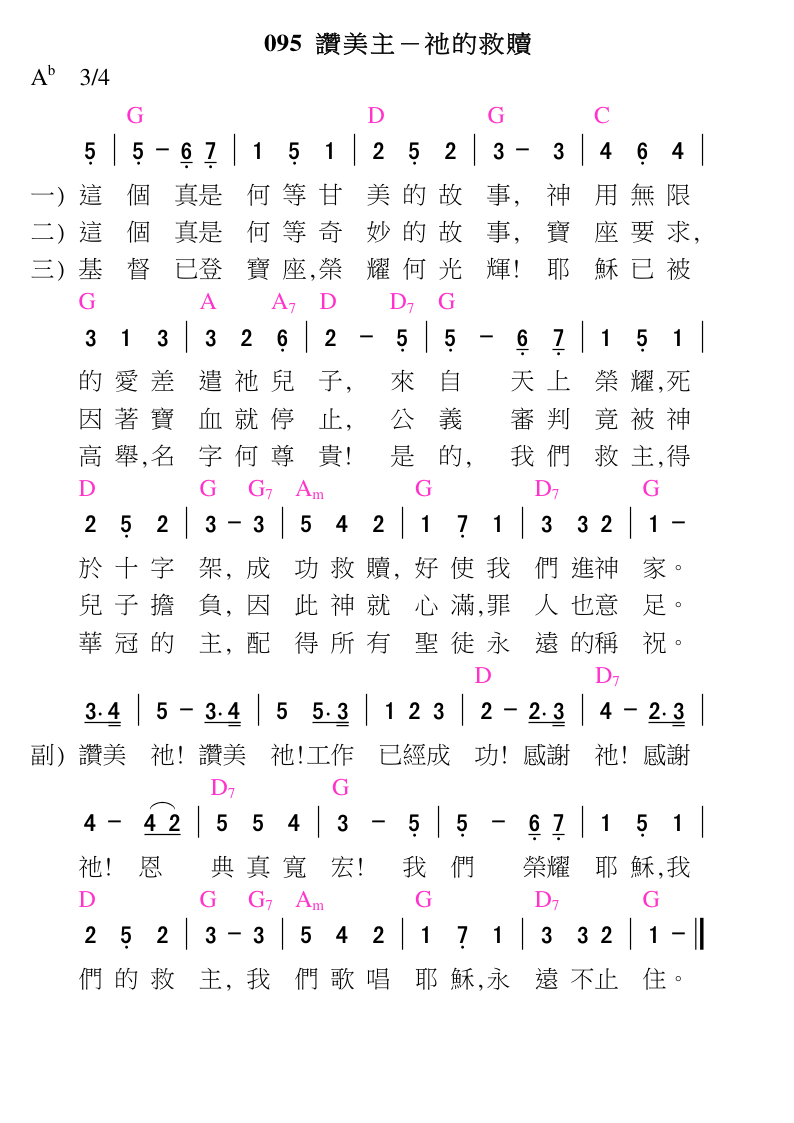 095 讚美主－祂的救贖
A♭ 3/4
G D G C
5 | 5 - 6 7 | 1 5 1 | 2 5 2 | 3 - 3 | 4 6 4 |
一) 這 個 真是 何 等 甘 美 的 故 事, 神 用 無 限
二) 這 個 真是 何 等 奇 妙 的 故 事, 寶 座 要 求,
三) 基 督 已登 寶 座,榮 耀 何 光 輝! 耶 穌 已 被
G A A7 D D7 G
3 1 3 | 3 2 6 | 2 - 5 | 5 - 6 7 | 1 5 1 |
的 愛 差 遣 祂 兒 子, 來 自 天 上 榮 耀,死
因 著 寶 血 就 停 止, 公 義 審 判 竟 被 神
高 舉,名 字 何 尊 貴! 是 的, 我 們 救 主,得
D G G7 Am G D7 G
2 5 2 | 3 - 3 | 5 4 2 | 1 7 1 | 3 3 2 | 1 -
於 十 字 架, 成 功 救 贖, 好 使 我 們 進神 家。
兒 子 擔 負, 因 此 神 就 心 滿,罪 人 也意 足。
華 冠 的 主, 配 得 所 有 聖 徒 永 遠 的稱 祝。
D D7
3·4 | 5 - 3·4 | 5 5·3 | 1 2 3 | 2 - 2·3 | 4 - 2·3 |
副) 讚美 祂! 讚美 祂!工作 已經成 功! 感謝 祂! 感謝
D7 G
4 - 4 2 | 5 5 4 | 3 - 5 | 5 - 6 7 | 1 5 1 |
祂! 恩 典 真 寬 宏! 我 們 榮耀 耶 穌,我
D G G7 Am G D7 G
2 5 2 | 3 - 3 | 5 4 2 | 1 7 1 | 3 3 2 | 1 - ‖
們 的 救 主, 我 們 歌 唱 耶 穌,永 遠 不止 住。